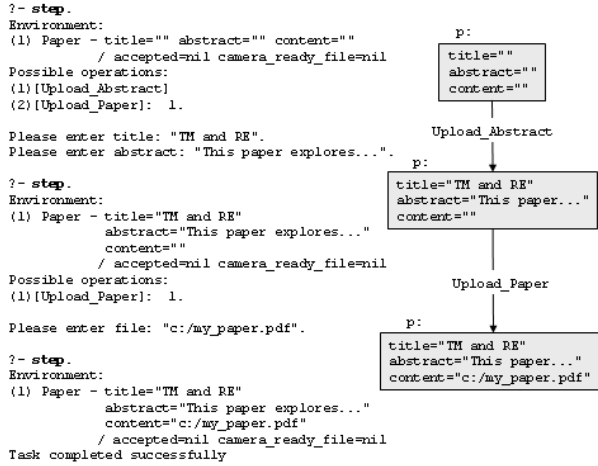 ?- step.
Environment:
(1) Paper - title="" abstract="" content=""
/ accepted=nil camera_ready_file=nil
Possible operations:
(1)[Upload_Abstract]
(2)[Upload_Paper]: 1.
Please enter title: "TM and RE".
Please enter abstract: "This paper explores...".
?- step.
Environment:
(1) Paper - title="TM and RE"
abstract="This paper explores..."
content=""
/ accepted=nil camera_ready_file=nil
Possible operations:
(1)[Upload_Paper]: 1.
Please enter file: "c:/my_paper.pdf".
?- step.
Environment:
(1) Paper - title="TM and RE"
abstract="This paper explores..."
content="c:/my_paper.pdf"
/ accepted=nil camera_ready_file=nil
Task completed successfully
p:
title=""
abstract=""
content=""
Upload_Abstract
p:
title="TM and RE"
abstract="This paper..."
content=""
Upload_Paper
p:
title="TM and RE"
abstract="This paper..."
content="c:/my_paper.pdf"